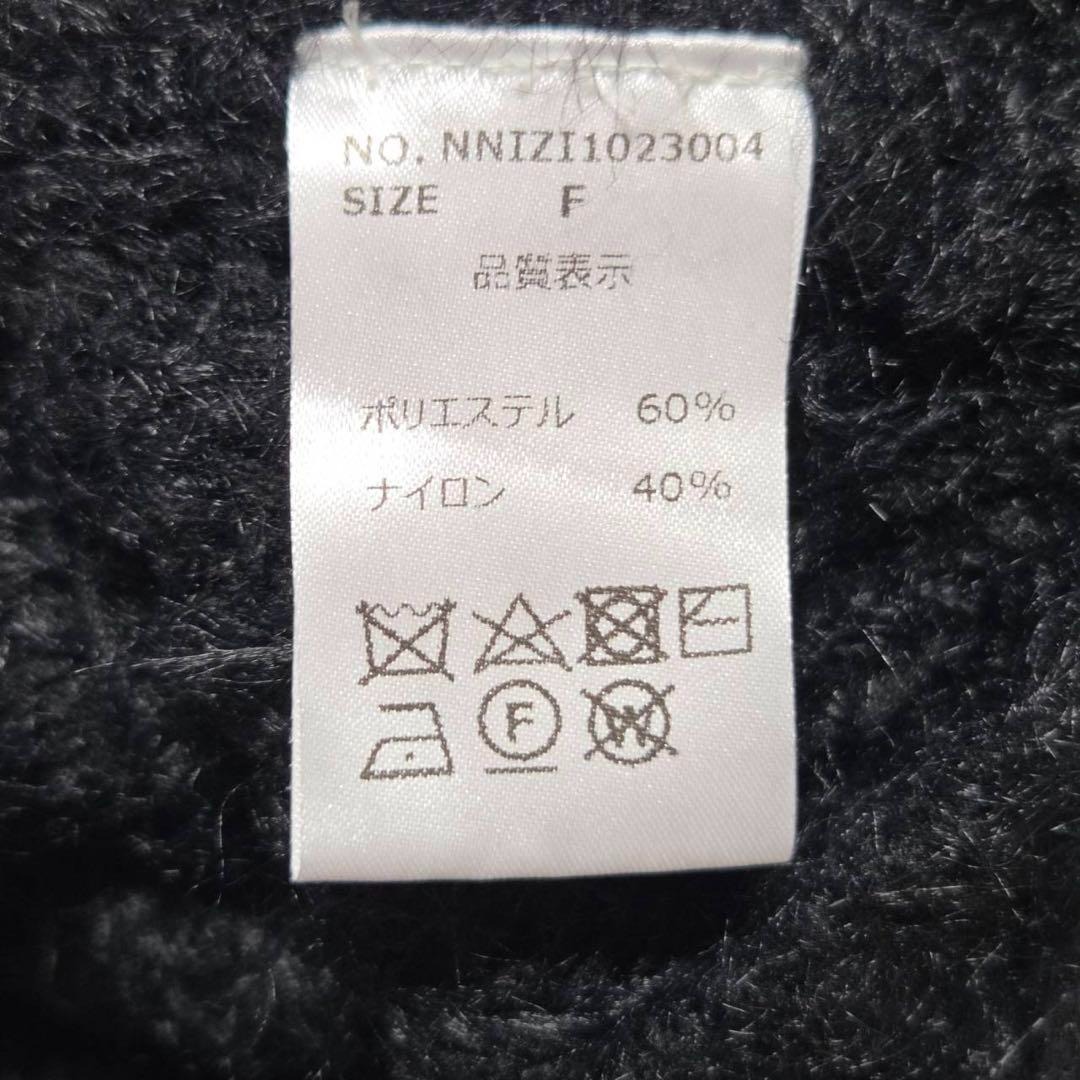 NO. NNIZI1023004
SIZE F
品質表示
ポリエステル 60%
ナイロン 40%
F
W